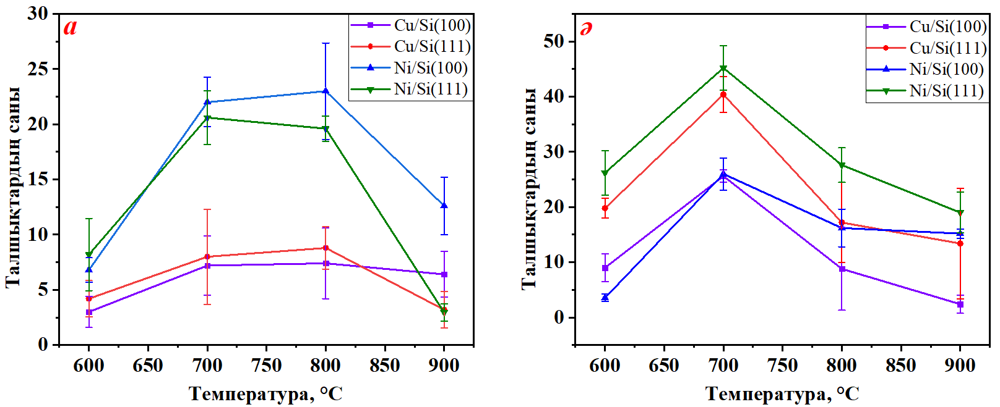 а
Cu/Si(100)
Cu/Si(111)
Ni/Si(100)
Ni/Si(111)
30
25
20
15
10
5
0
Талшықтардың саны
600 650 700 750 800 850 900
Температура, °C
ә
Cu/Si(100)
Cu/Si(111)
Ni/Si(100)
Ni/Si(111)
50
40
30
20
10
0
Талшықтардың саны
600 650 700 750 800 850 900
Температура, °C